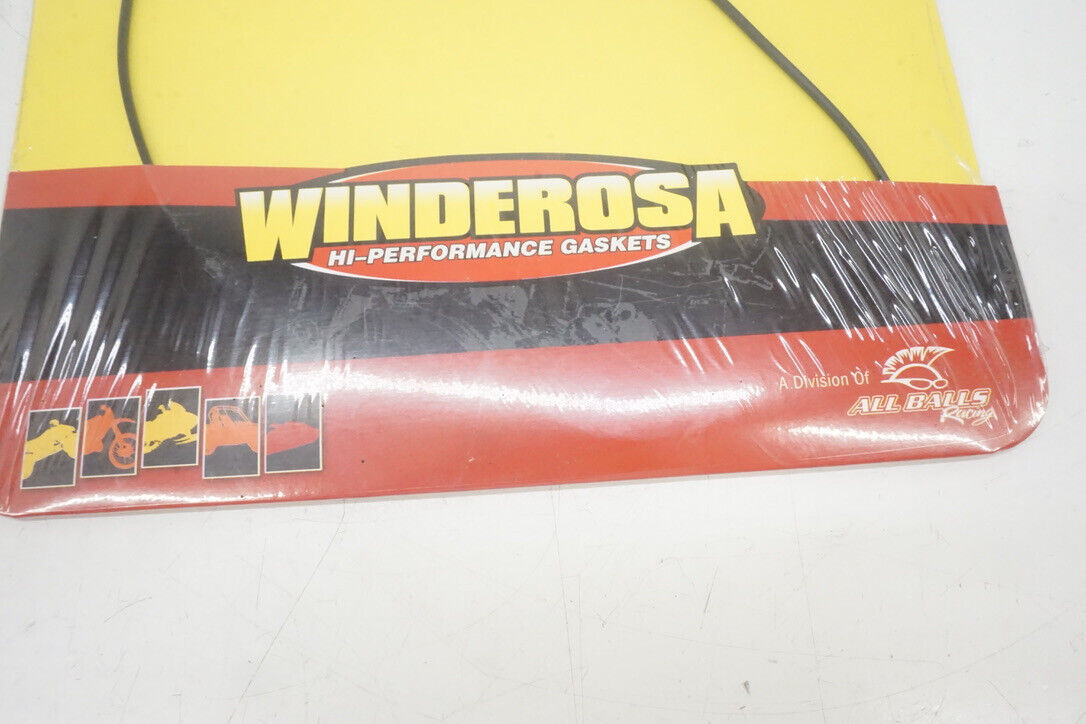 WINDEROSA
HI-PERFORMANCE GASKETS
A Division Of
ALL BALLS
Racing